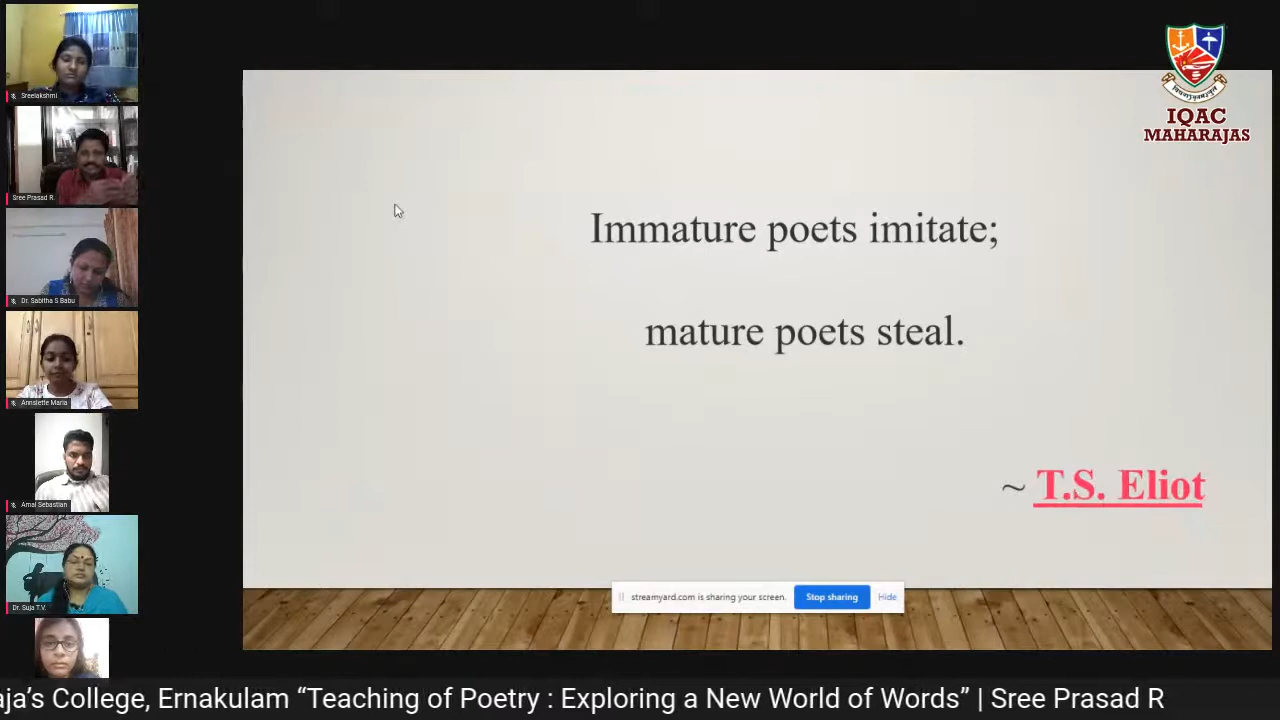 Sreelakshmi
Sree Prasad R
Dr. Sabitha S Babu
Annslette Maria
Amal Sebastian
Dr. Suja T.V.
IQAC
MAHARAJAS
Immature poets imitate;
mature poets steal.
~ T.S. Eliot
streamyard.com is sharing your screen. Stop sharing Hide
aja’s College, Ernakulam “Teaching of Poetry : Exploring a New World of Words” | Sree Prasad R